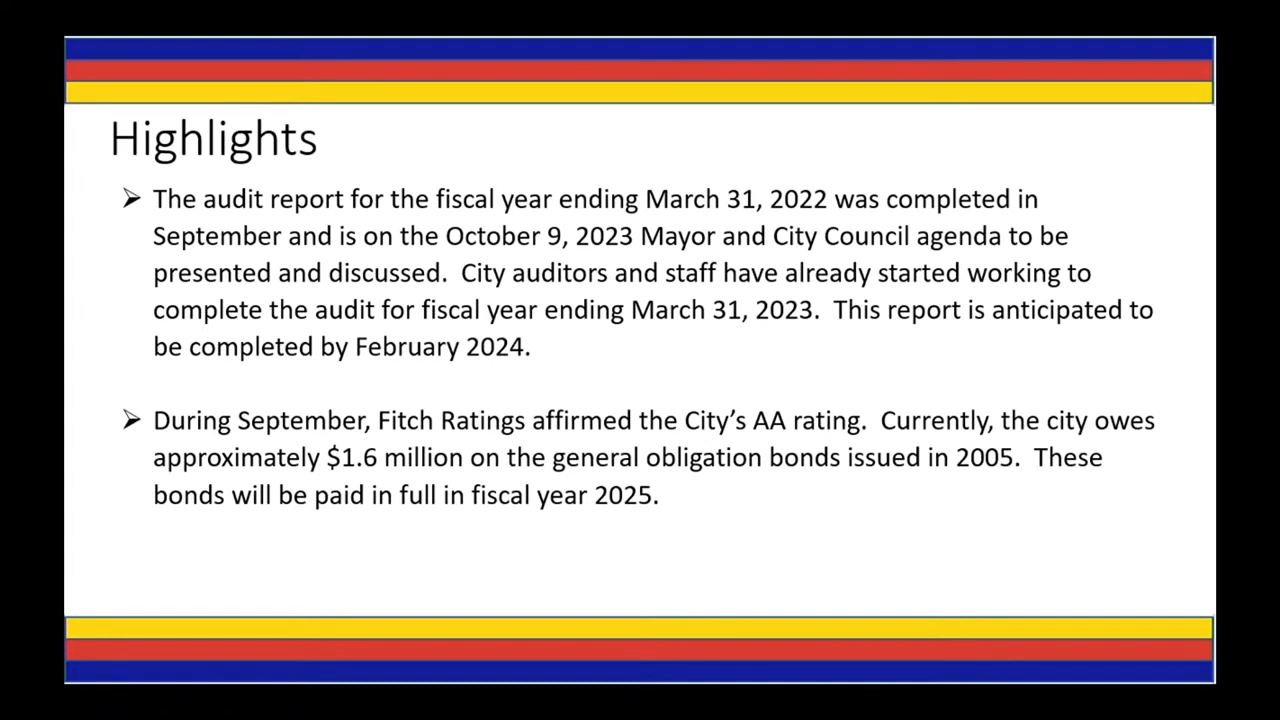 Highlights
➢ The audit report for the fiscal year ending March 31, 2022 was completed in
September and is on the October 9, 2023 Mayor and City Council agenda to be
presented and discussed.  City auditors and staff have already started working to
complete the audit for fiscal year ending March 31, 2023.  This report is anticipated to
be completed by February 2024.
➢ During September, Fitch Ratings affirmed the City’s AA rating.  Currently, the city owes
approximately $1.6 million on the general obligation bonds issued in 2005.  These
bonds will be paid in full in fiscal year 2025.